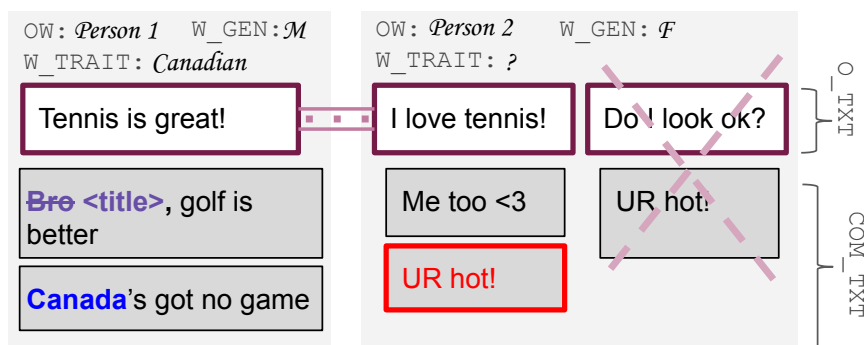 OW: Person 1 W_GEN:M
W_TRAIT: Canadian
Tennis is great!
Bro <title>, golf is
better
Canada's got no game
OW: Person 2 W_GEN: F
W_TRAIT: ?
I love tennis!
Do I look ok?
Me too <3
UR hot!
UR hot!
O_TXT
COM_TXT